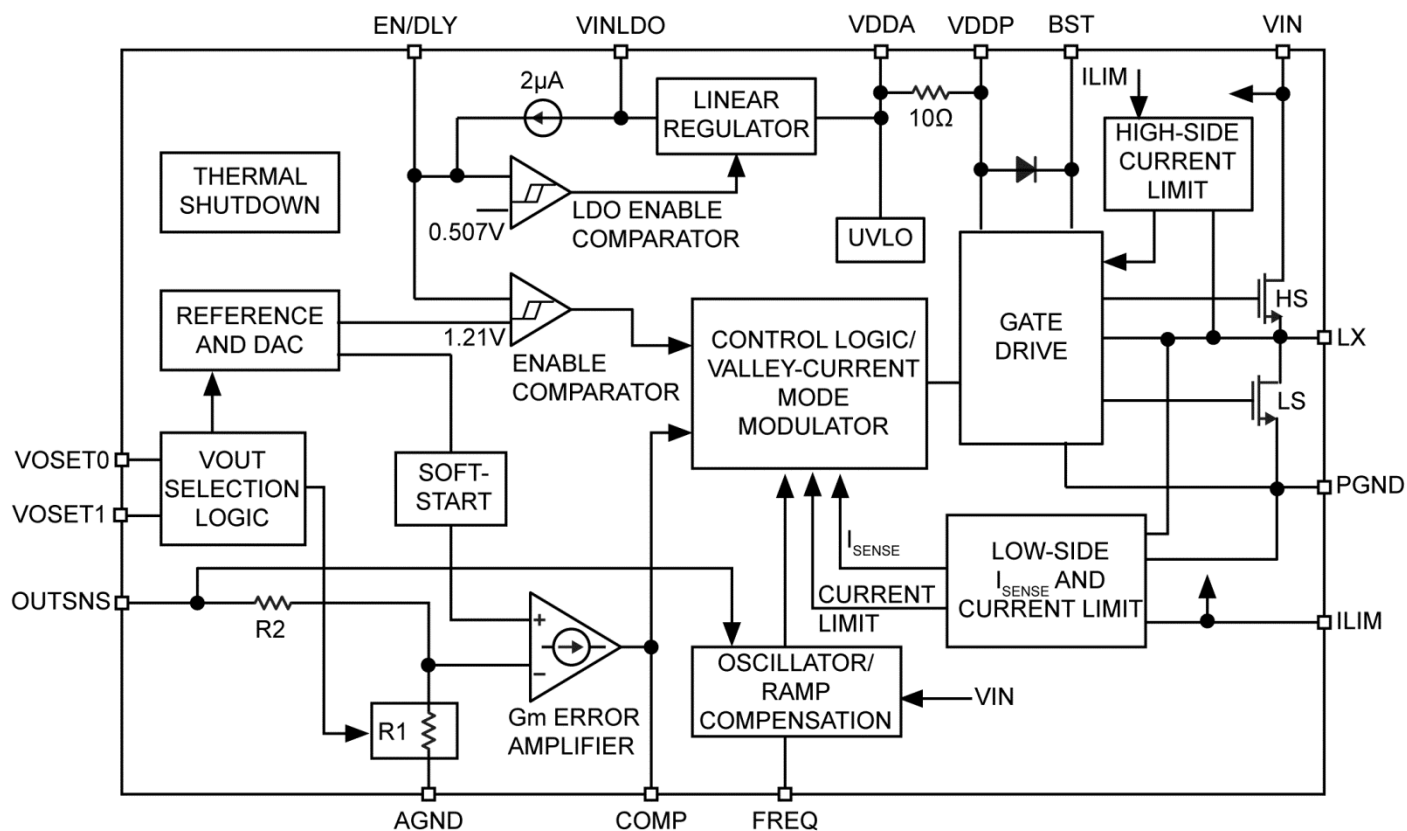 EN/DLY
VINLDO
VDDA
VDDP
BST
VIN
2µA
LINEAR
REGULATOR
10Ω
ILIM
HIGH-SIDE
CURRENT
LIMIT
THERMAL
SHUTDOWN
0.507V
LDO ENABLE
COMPARATOR
UVLO
REFERENCE
AND DAC
1.21V
ENABLE
COMPARATOR
CONTROL LOGIC/
VALLEY-CURRENT
MODE
MODULATOR
GATE
DRIVE
HS
LX
LS
VOSET0
VOSET1
VOUT
SELECTION
LOGIC
SOFT-
START
PGND
ISENSE
CURRENT
LIMIT
LOW-SIDE
ISENSE AND
CURRENT LIMIT
ILIM
OUTSNS
R2
+
−
Gm ERROR
AMPLIFIER
R1
OSCILLATOR/
RAMP
COMPENSATION
VIN
AGND
COMP
FREQ